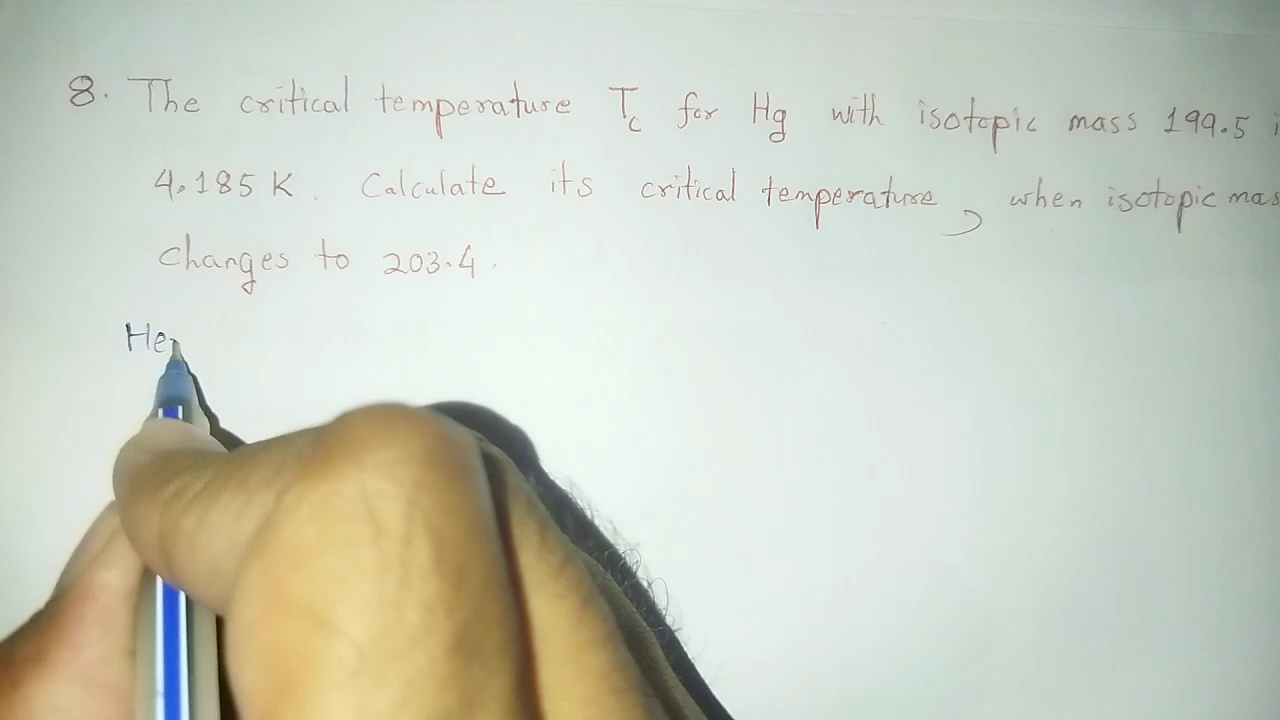 8. The critical temperature Tc for Hg with isotopic mass 199.5 i
4.185 K. Calculate its critical temperature, when isotopic mas
changes to 203.4.
He